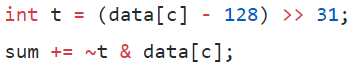 int t = (data[c] - 128) >> 31;
sum += ~t & data[c];